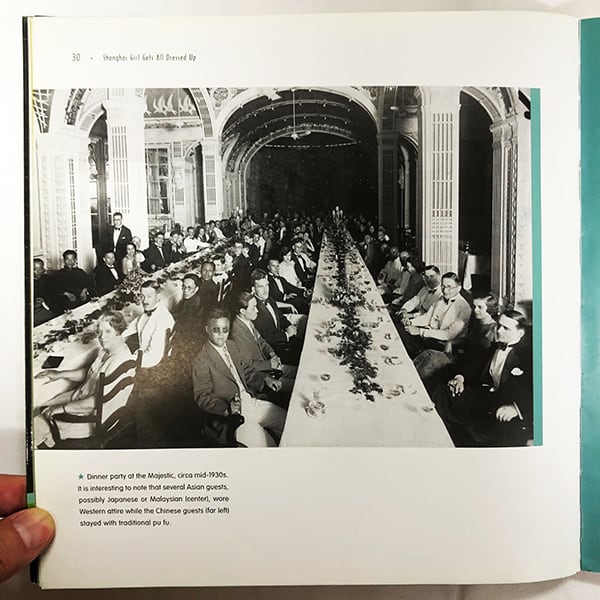 30 • Shanghai Girl Gets All Dressed Up
★ Dinner party at the Majestic, circa mid-1930s.
It is interesting to note that several Asian guests,
possibly Japanese or Malaysian (center), wore
Western attire while the Chinese guests (far left)
stayed with traditional pu fu.